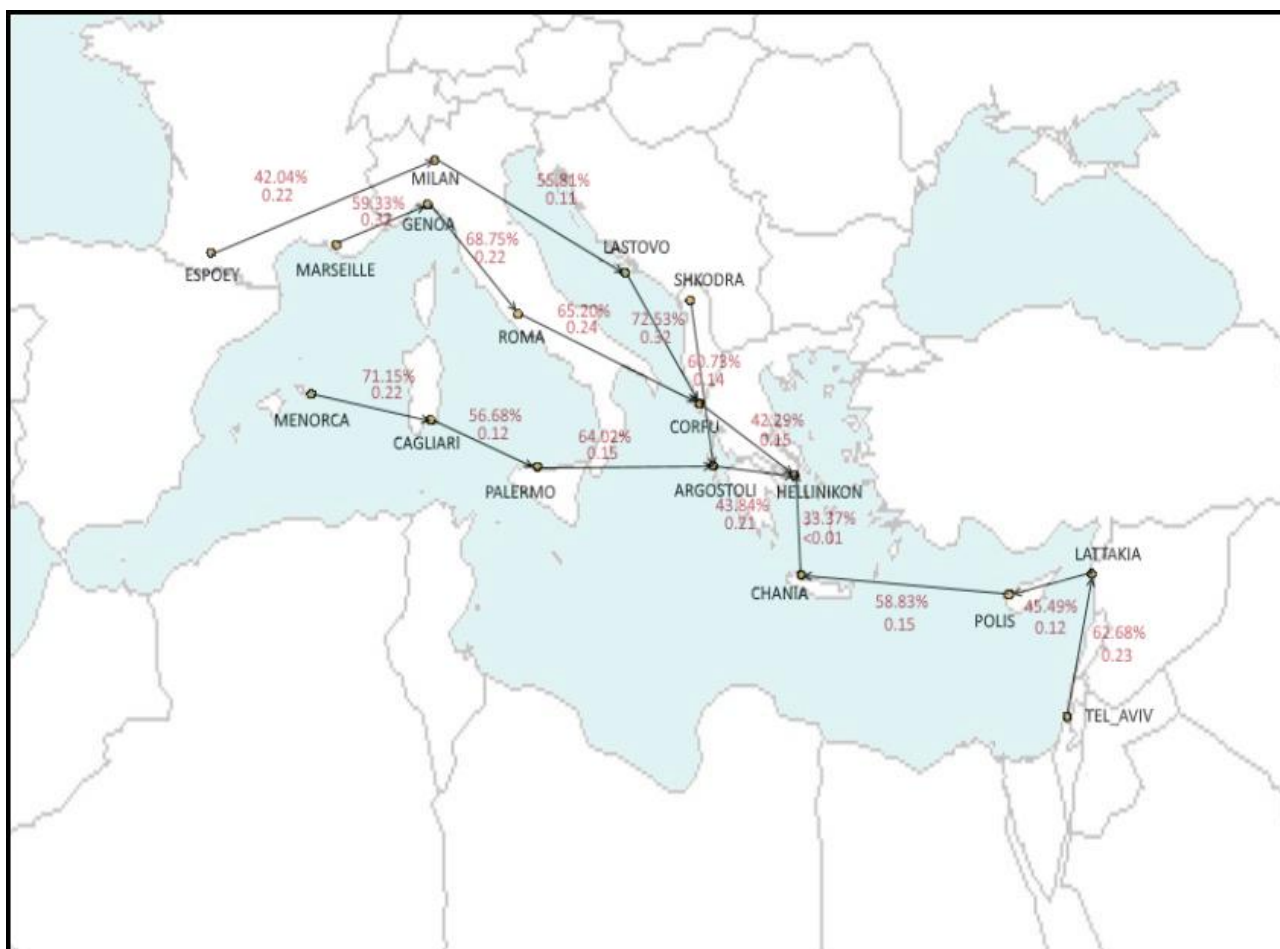 42.04%
0.22
MILAN
59.33%
0.32
GENOA
55.81%
0.11
ESPOEY
MARSEILLE
68.75%
0.22
LASTOVO
SHKODRA
ROMA
65.20%
0.24
72.53%
0.32
60.73%
0.14
MENORCA
71.15%
0.22
CAGLIARI
56.68%
0.12
CORFU
42.29%
0.15
64.02%
0.15
PALERMO
ARGOSTOLI
HELLINIKON
43.84%
0.21
33.37%
<0.01
CHANIA
58.83%
0.15
POLIS
LATTAKIA
45.49%
0.12
62.68%
0.23
TEL_AVIV